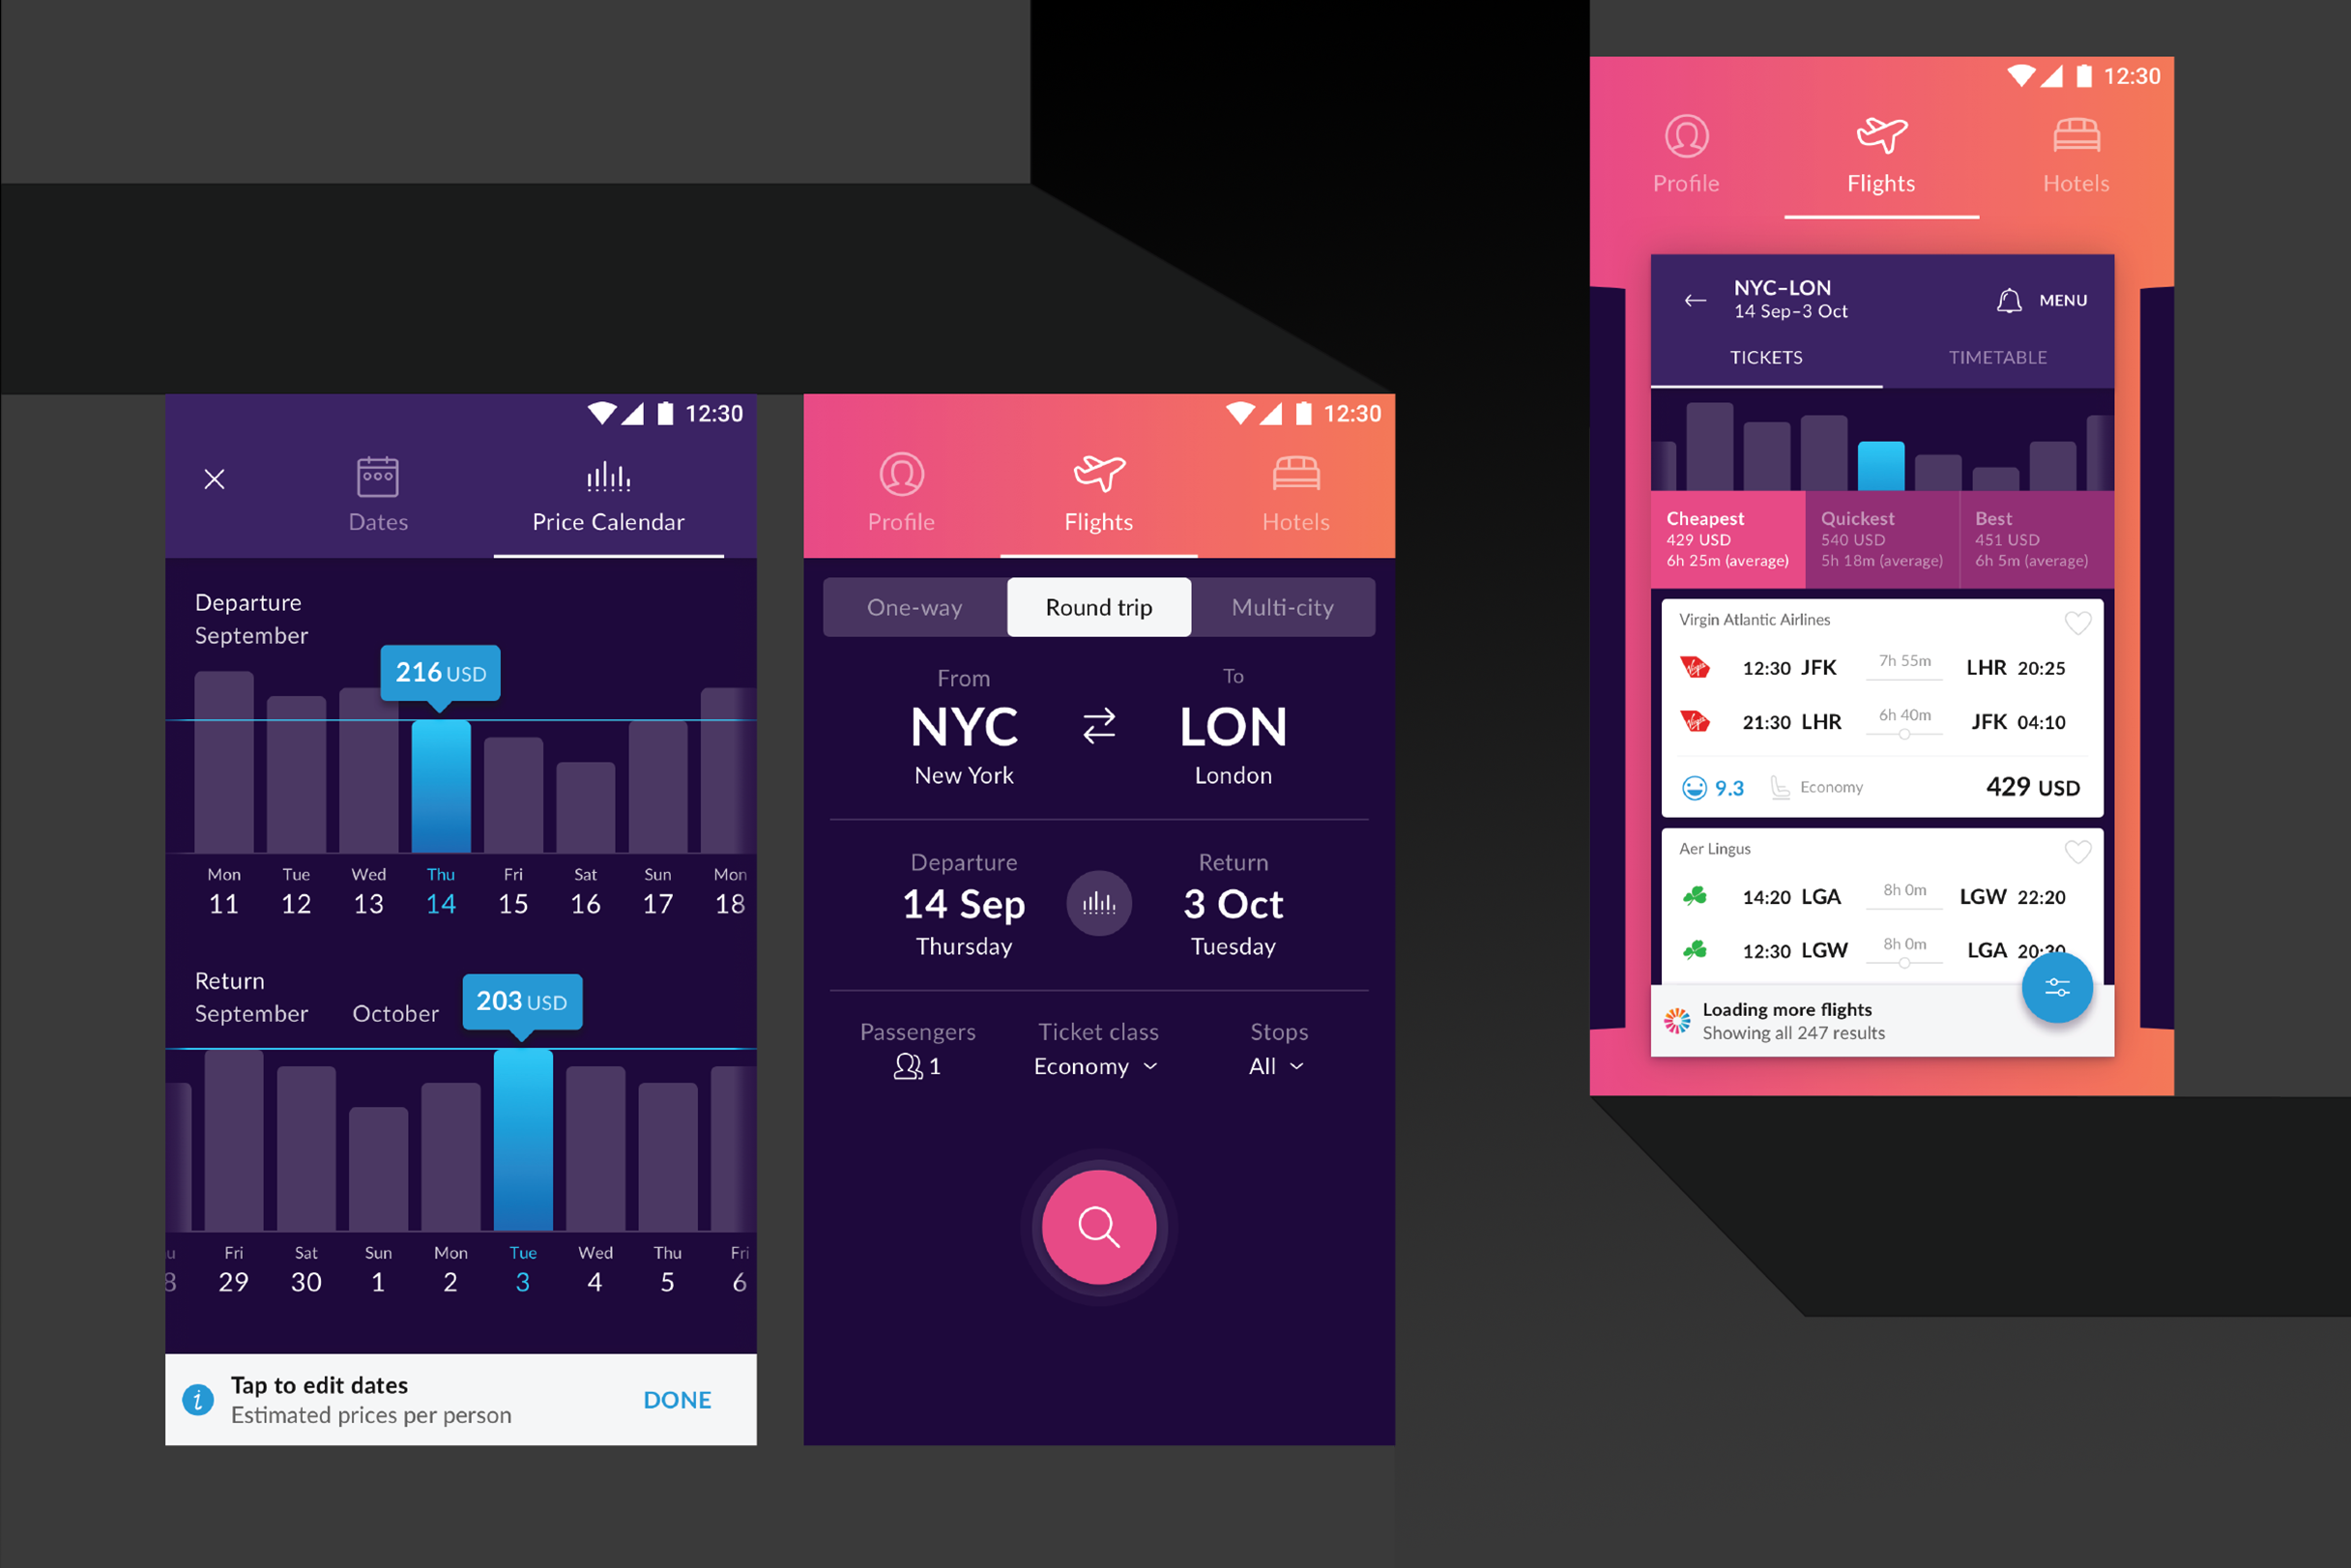 12:30
Dates
Price Calendar
Departure
September
216 USD
Mon Tue Wed Thu Fri Sat Sun Mon
11 12 13 14 15 16 17 18
Return
September October
203 USD
Fri Sat Sun Mon Tue Wed Thu Fri
29 30 1 2 3 4 5 6
Tap to edit dates
Estimated prices per person
DONE
12:30
Profile Flights Hotels
One-way Round trip Multi-city
From To
NYC LON
New York London
Departure Return
14 Sep 3 Oct
Thursday Tuesday
Passengers Ticket class Stops
1 Economy All
12:30
Profile Flights Hotels
NYC–LON
14 Sep–3 Oct
MENU
TICKETS TIMETABLE
Cheapest Quickest Best
429 USD 540 USD 451 USD
6h 25m (average) 5h 18m (average) 6h 5m (average)
Virgin Atlantic Airlines
12:30 JFK 7h 55m LHR 20:25
21:30 LHR 6h 40m JFK 04:10
9.3 Economy 429 USD
Aer Lingus
14:20 LGA 8h 0m LGW 22:20
12:30 LGW 8h 0m LGA 20:30
Loading more flights
Showing all 247 results